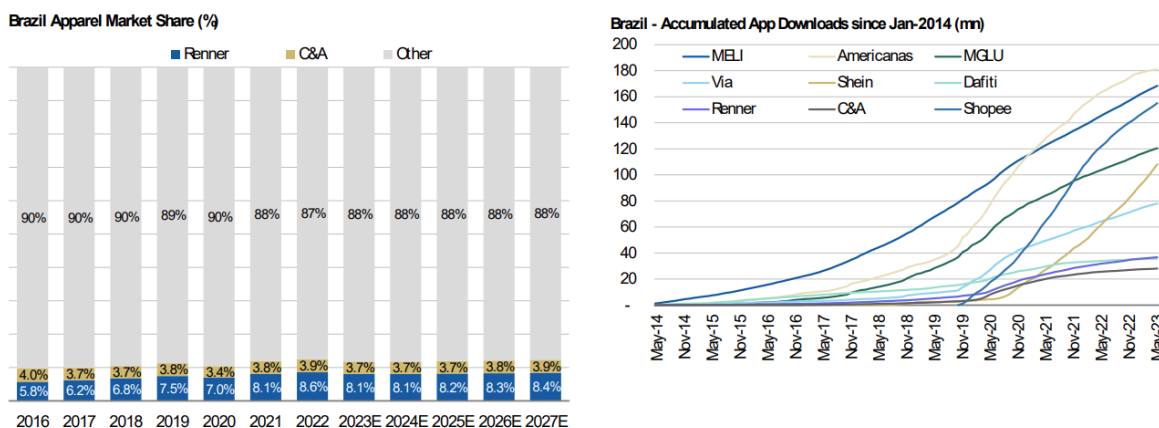 Brazil Apparel Market Share (%)
Renner C&A Other
90% 90% 90% 89% 90% 88% 87% 88% 88% 88% 88% 88%
4.0% 3.7% 3.7% 3.8% 3.4% 3.8% 3.9% 3.7% 3.7% 3.7% 3.8% 3.9%
5.8% 6.2% 6.8% 7.5% 7.0% 8.1% 8.6% 8.1% 8.1% 8.2% 8.3% 8.4%
2016 2017 2018 2019 2020 2021 2022 2023E 2024E 2025E 2026E 2027E
Brazil - Accumulated App Downloads since Jan-2014 (mn)
MELI Americanas MGLU
Via Shein Dafiti
Renner C&A Shopee
200
180
160
140
120
100
80
60
40
20
-
May-14 Nov-14 May-15 Nov-15 May-16 Nov-16 May-17 Nov-17 May-18 Nov-18 May-19 Nov-19 May-20 Nov-20 May-21 Nov-21 May-22 Nov-22 May-23